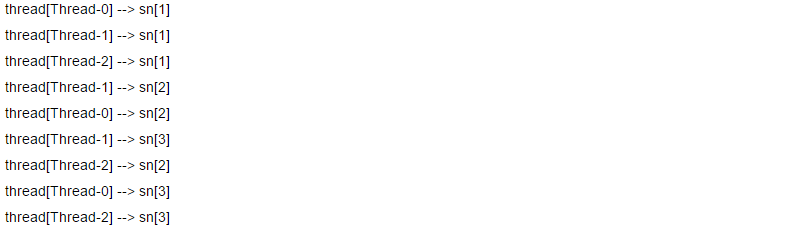 thread[Thread-0] --> sn[1]
thread[Thread-1] --> sn[1]
thread[Thread-2] --> sn[1]
thread[Thread-1] --> sn[2]
thread[Thread-0] --> sn[2]
thread[Thread-1] --> sn[3]
thread[Thread-2] --> sn[2]
thread[Thread-0] --> sn[3]
thread[Thread-2] --> sn[3]